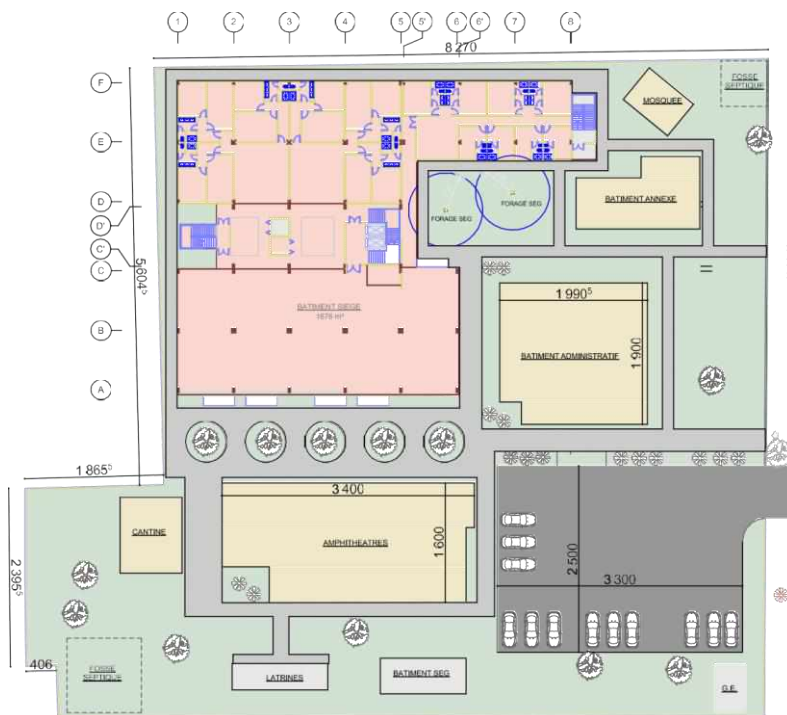 1 2 3 4 5 5' 6 6' 7 8
8 270
F
E
D
D'
C'
C
B
A
5 604⁵
FOSSE
SEPTIQUE
MOSQUEE
BATIMENT ANNEXE
FORAGE SEG
FORAGE SEG
BATIMENT SIEGE
1 990⁵
BATIMENT ADMINISTRATIF
1 900
1 865⁵
3 400
CANTINE
AMPHITHEATRES
1 600
2 500
3 300
2 395⁵
406
FOSSE
SEPTIQUE
LATRINES
BATIMENT SEG
G.E.